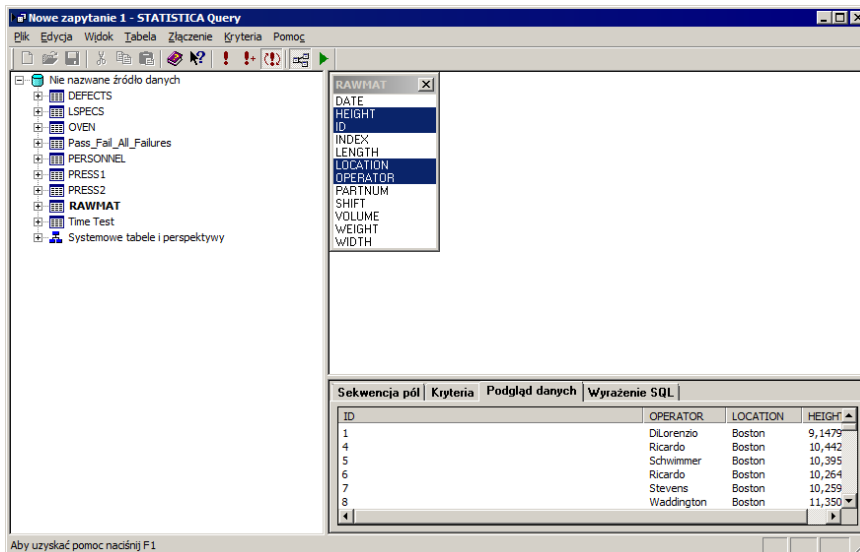 Nowe zapytanie 1 - STATISTICA Query
Plik Edycja Widok Tabela Złączenie Kryteria Pomoc
Nie nazwane źródło danych
DEFECTS
LSPECS
OVEN
Pass_Fail_All_Failures
PERSONNEL
PRESS1
PRESS2
RAWMAT
Time Test
Systemowe tabele i perspektywy
RAWMAT
DATE
HEIGHT
ID
INDEX
LENGTH
LOCATION
OPERATOR
PARTNUM
SHIFT
VOLUME
WEIGHT
WIDTH
Sekwencja pól Kryteria Podgląd danych Wyrażenie SQL
ID OPERATOR LOCATION HEIGHT
1 DiLorenzio Boston 9,1479
4 Ricardo Boston 10,442
5 Schwimmer Boston 10,395
6 Ricardo Boston 10,264
7 Stevens Boston 10,259
8 Waddington Boston 11,350
Aby uzyskać pomoc naciśnij F1